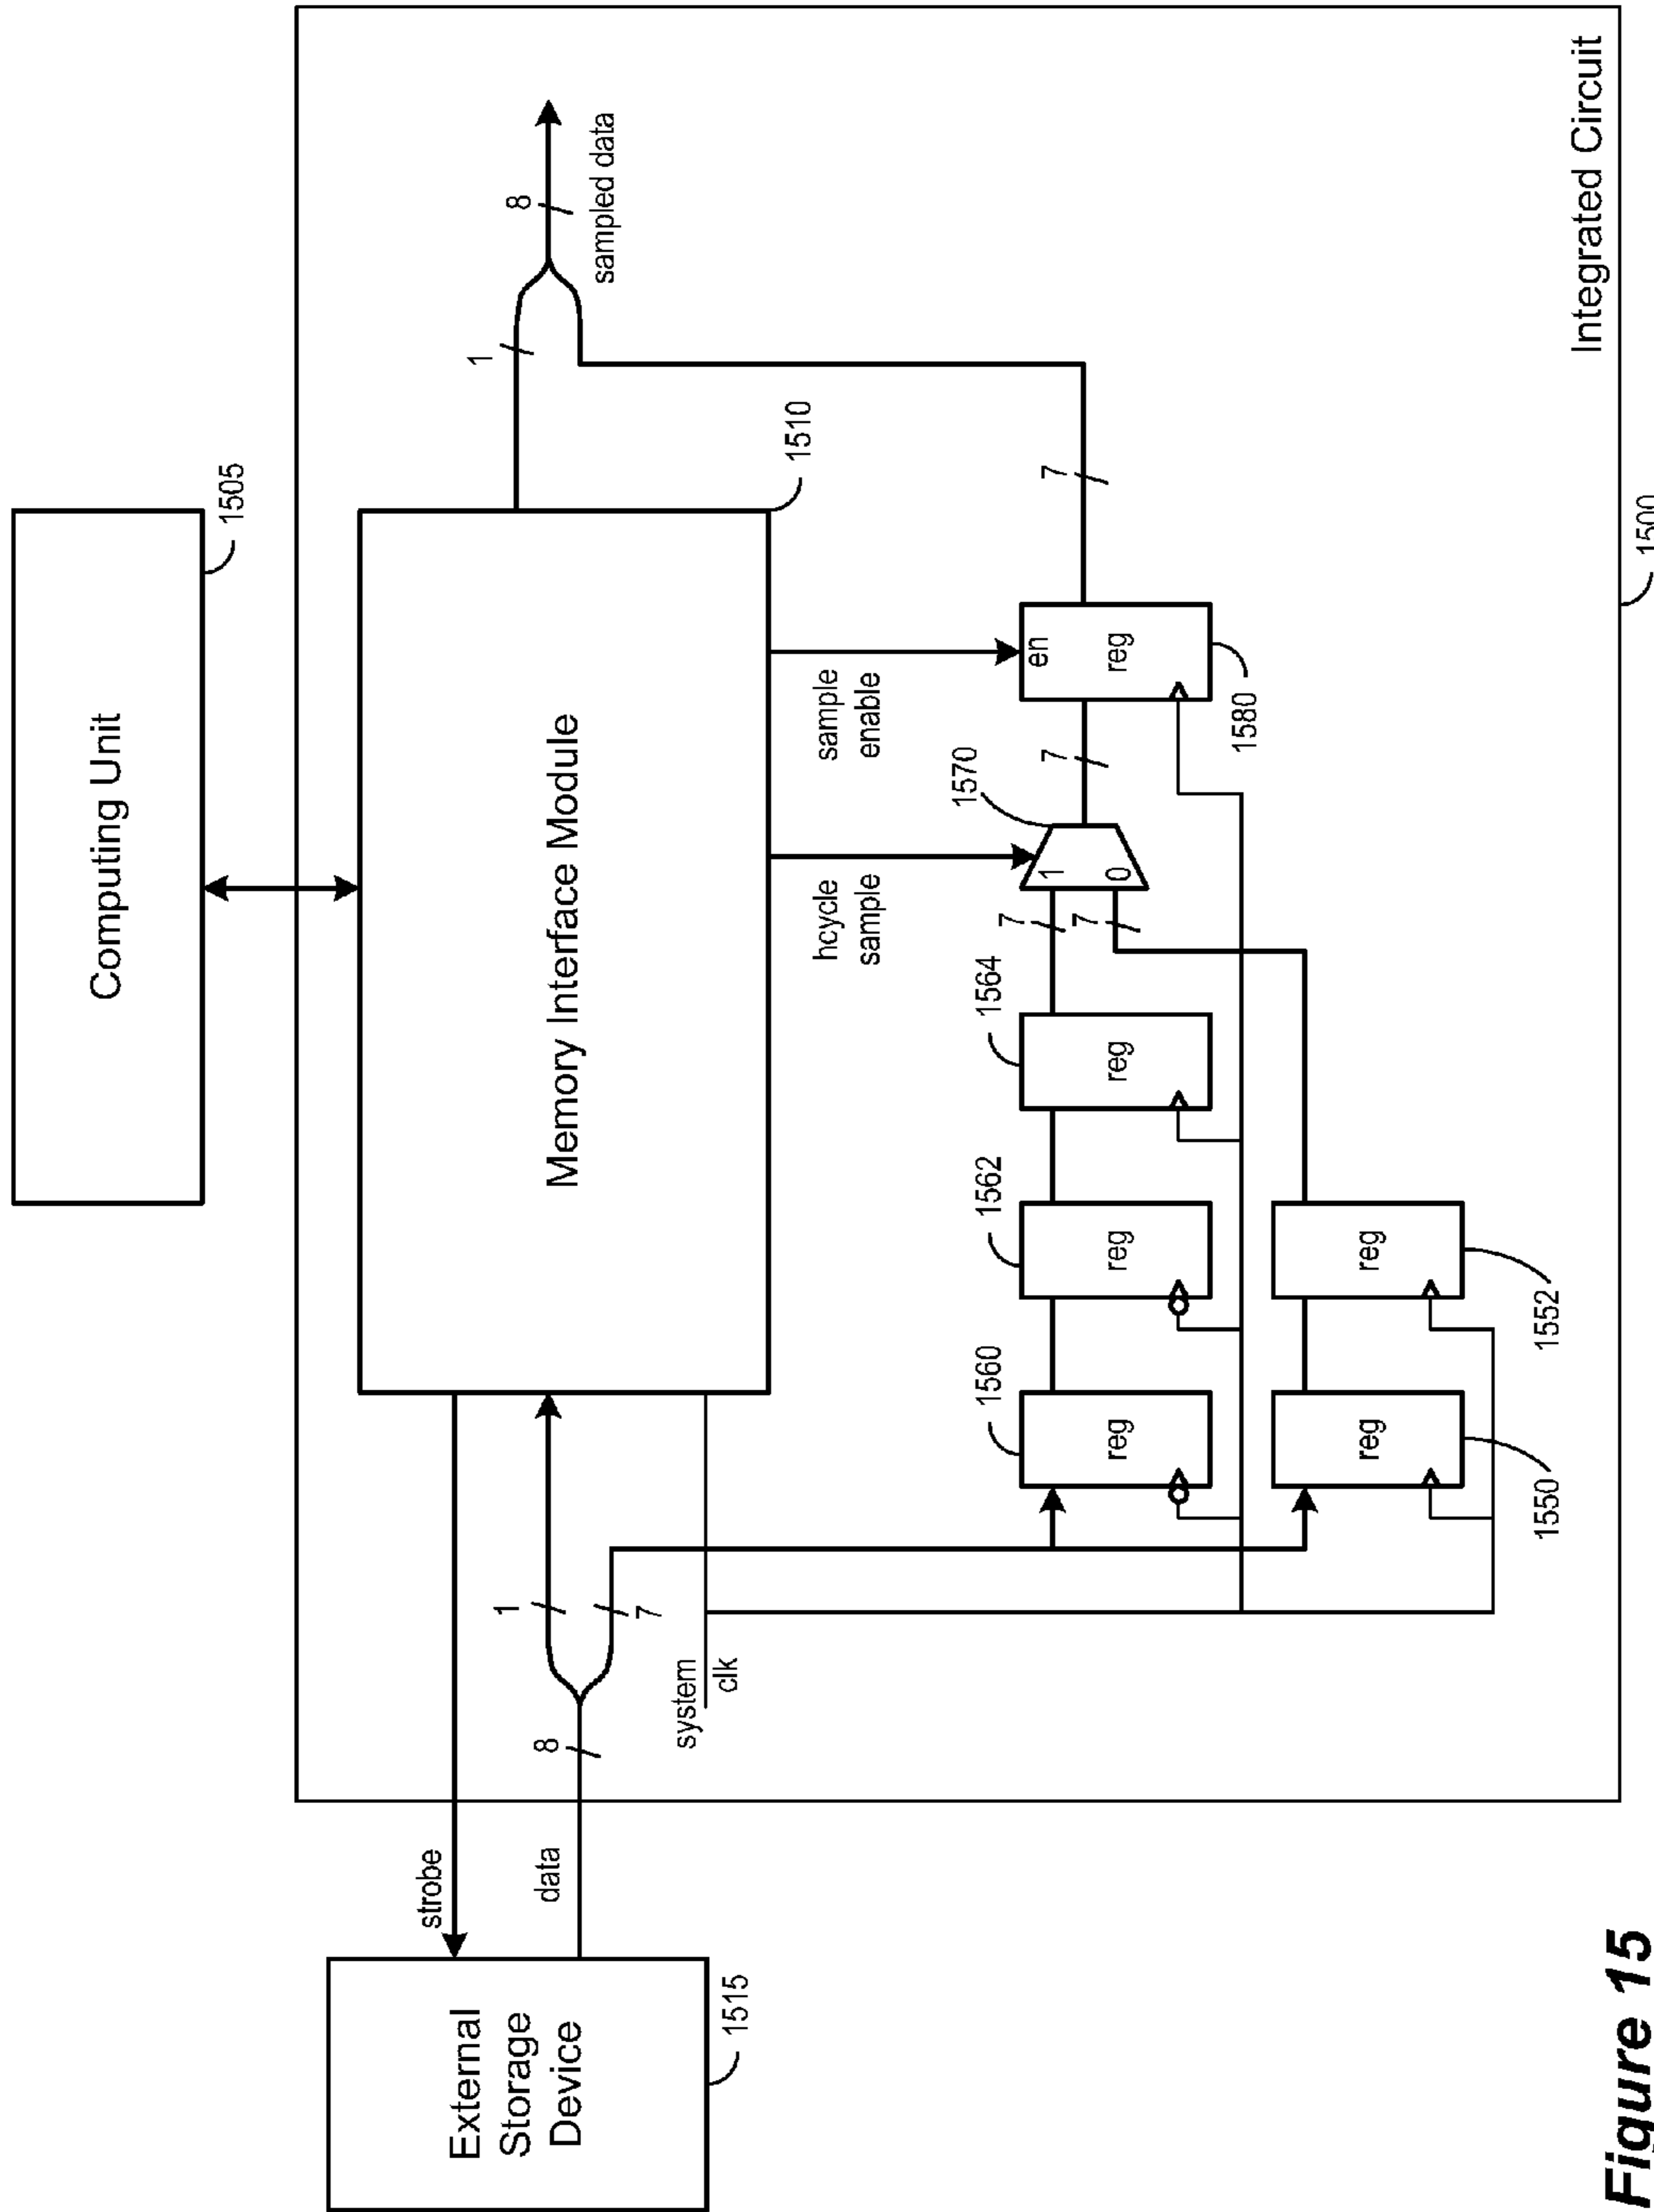 Computing Unit
1505
External
Storage
Device
1515
strobe
data
8
1
7
system
clk
Memory Interface Module
1510
hcycle
sample
sample
enable
1
8
sampled data
reg
1560
reg
1562
reg
1564
reg
1550
reg
1552
7
7
1
0
1570
7
en
reg
1580
7
Integrated Circuit
1500
Figure 15